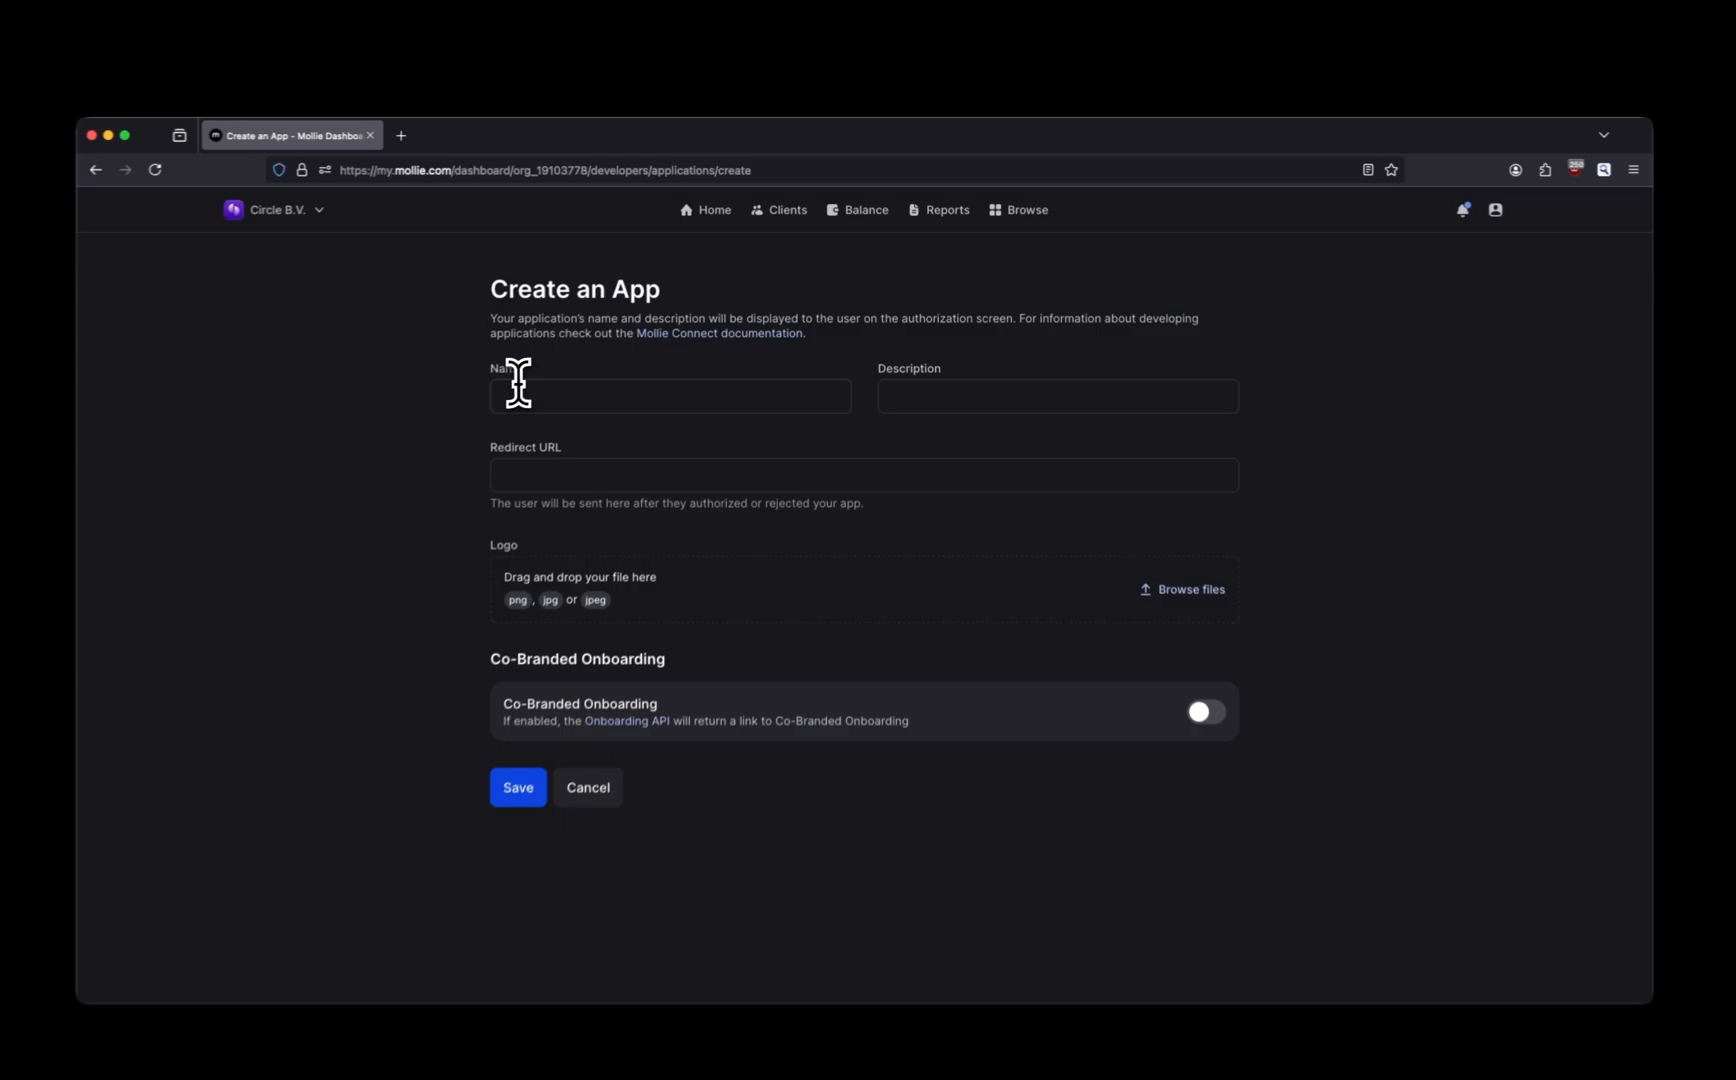 Create an App - Mollie Dashboa
https://my.mollie.com/dashboard/org_19103778/developers/applications/create
250
Circle B.V.
Home
Clients
Balance
Reports
Browse
Create an App
Your application's name and description will be displayed to the user on the authorization screen. For information about developing
applications check out the Mollie Connect documentation.
Description
Redirect URL
The user will be sent here after they authorized or rejected your app.
Logo
Drag and drop your file here
png, jpg or jpeg
Browse files
Co-Branded Onboarding
Co-Branded Onboarding
If enabled, the Onboarding API will return a link to Co-Branded Onboarding
Save
Cancel